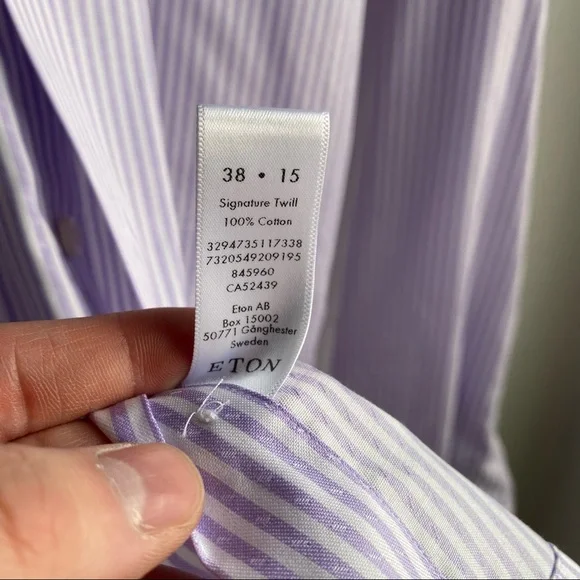 38 • 15
Signature Twill
100% Cotton
3294735117338
7320549209195
845960
CA52439
Eton AB
Box 15002
50771 Gånghester
Sweden
ETON